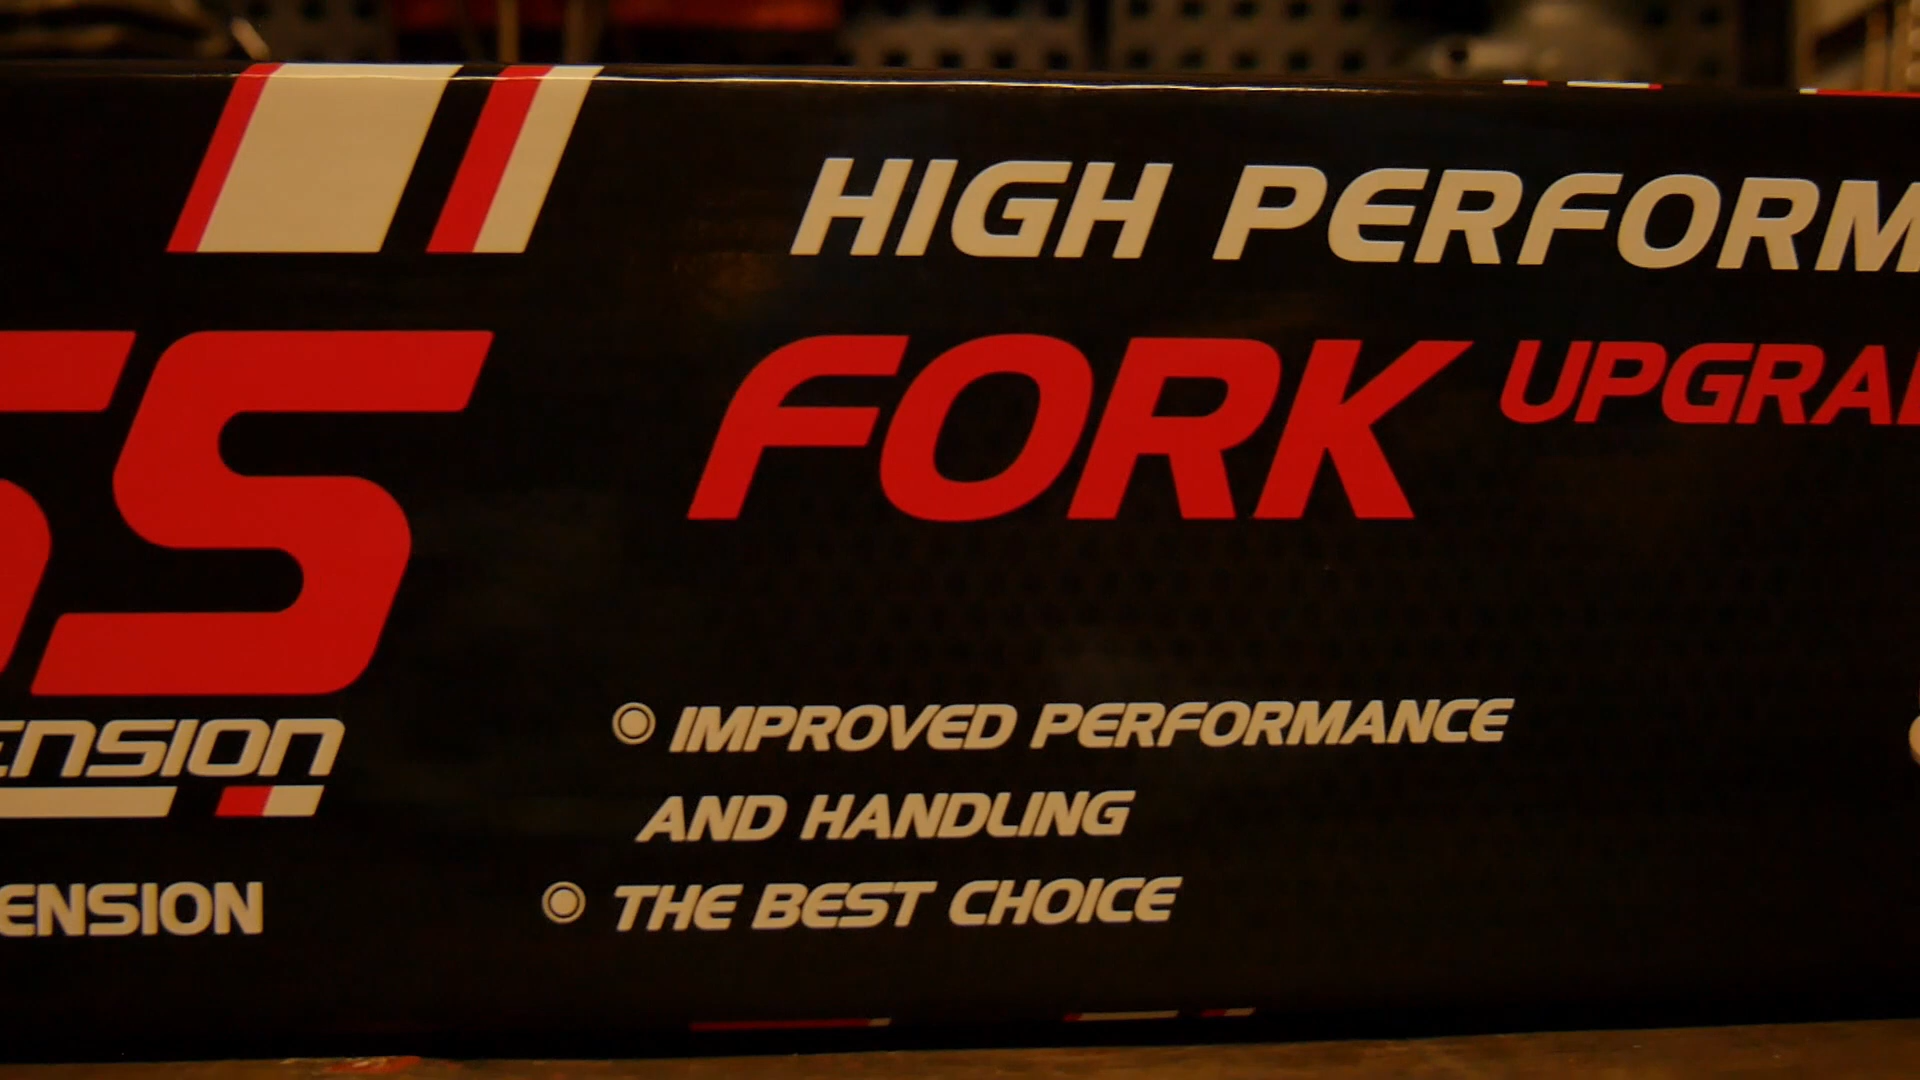 HIGH PERFORM
FORK UPGRA
SS
ENSION
ENSION
IMPROVED PERFORMANCE
AND HANDLING
THE BEST CHOICE